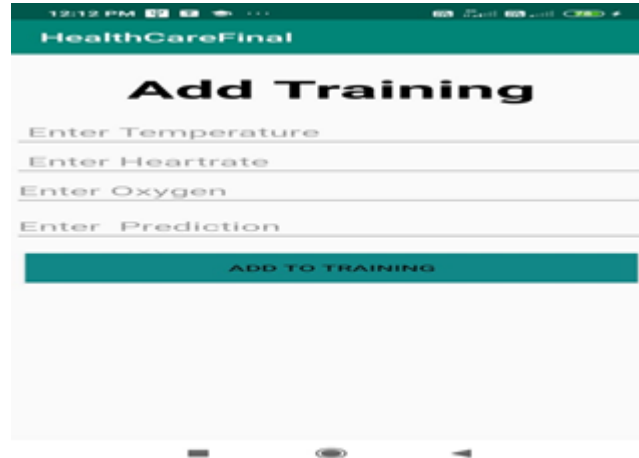 12:12 PM
HealthCareFinal
Add Training
Enter Temperature
Enter Heartrate
Enter Oxygen
Enter Prediction
ADD TO TRAINING